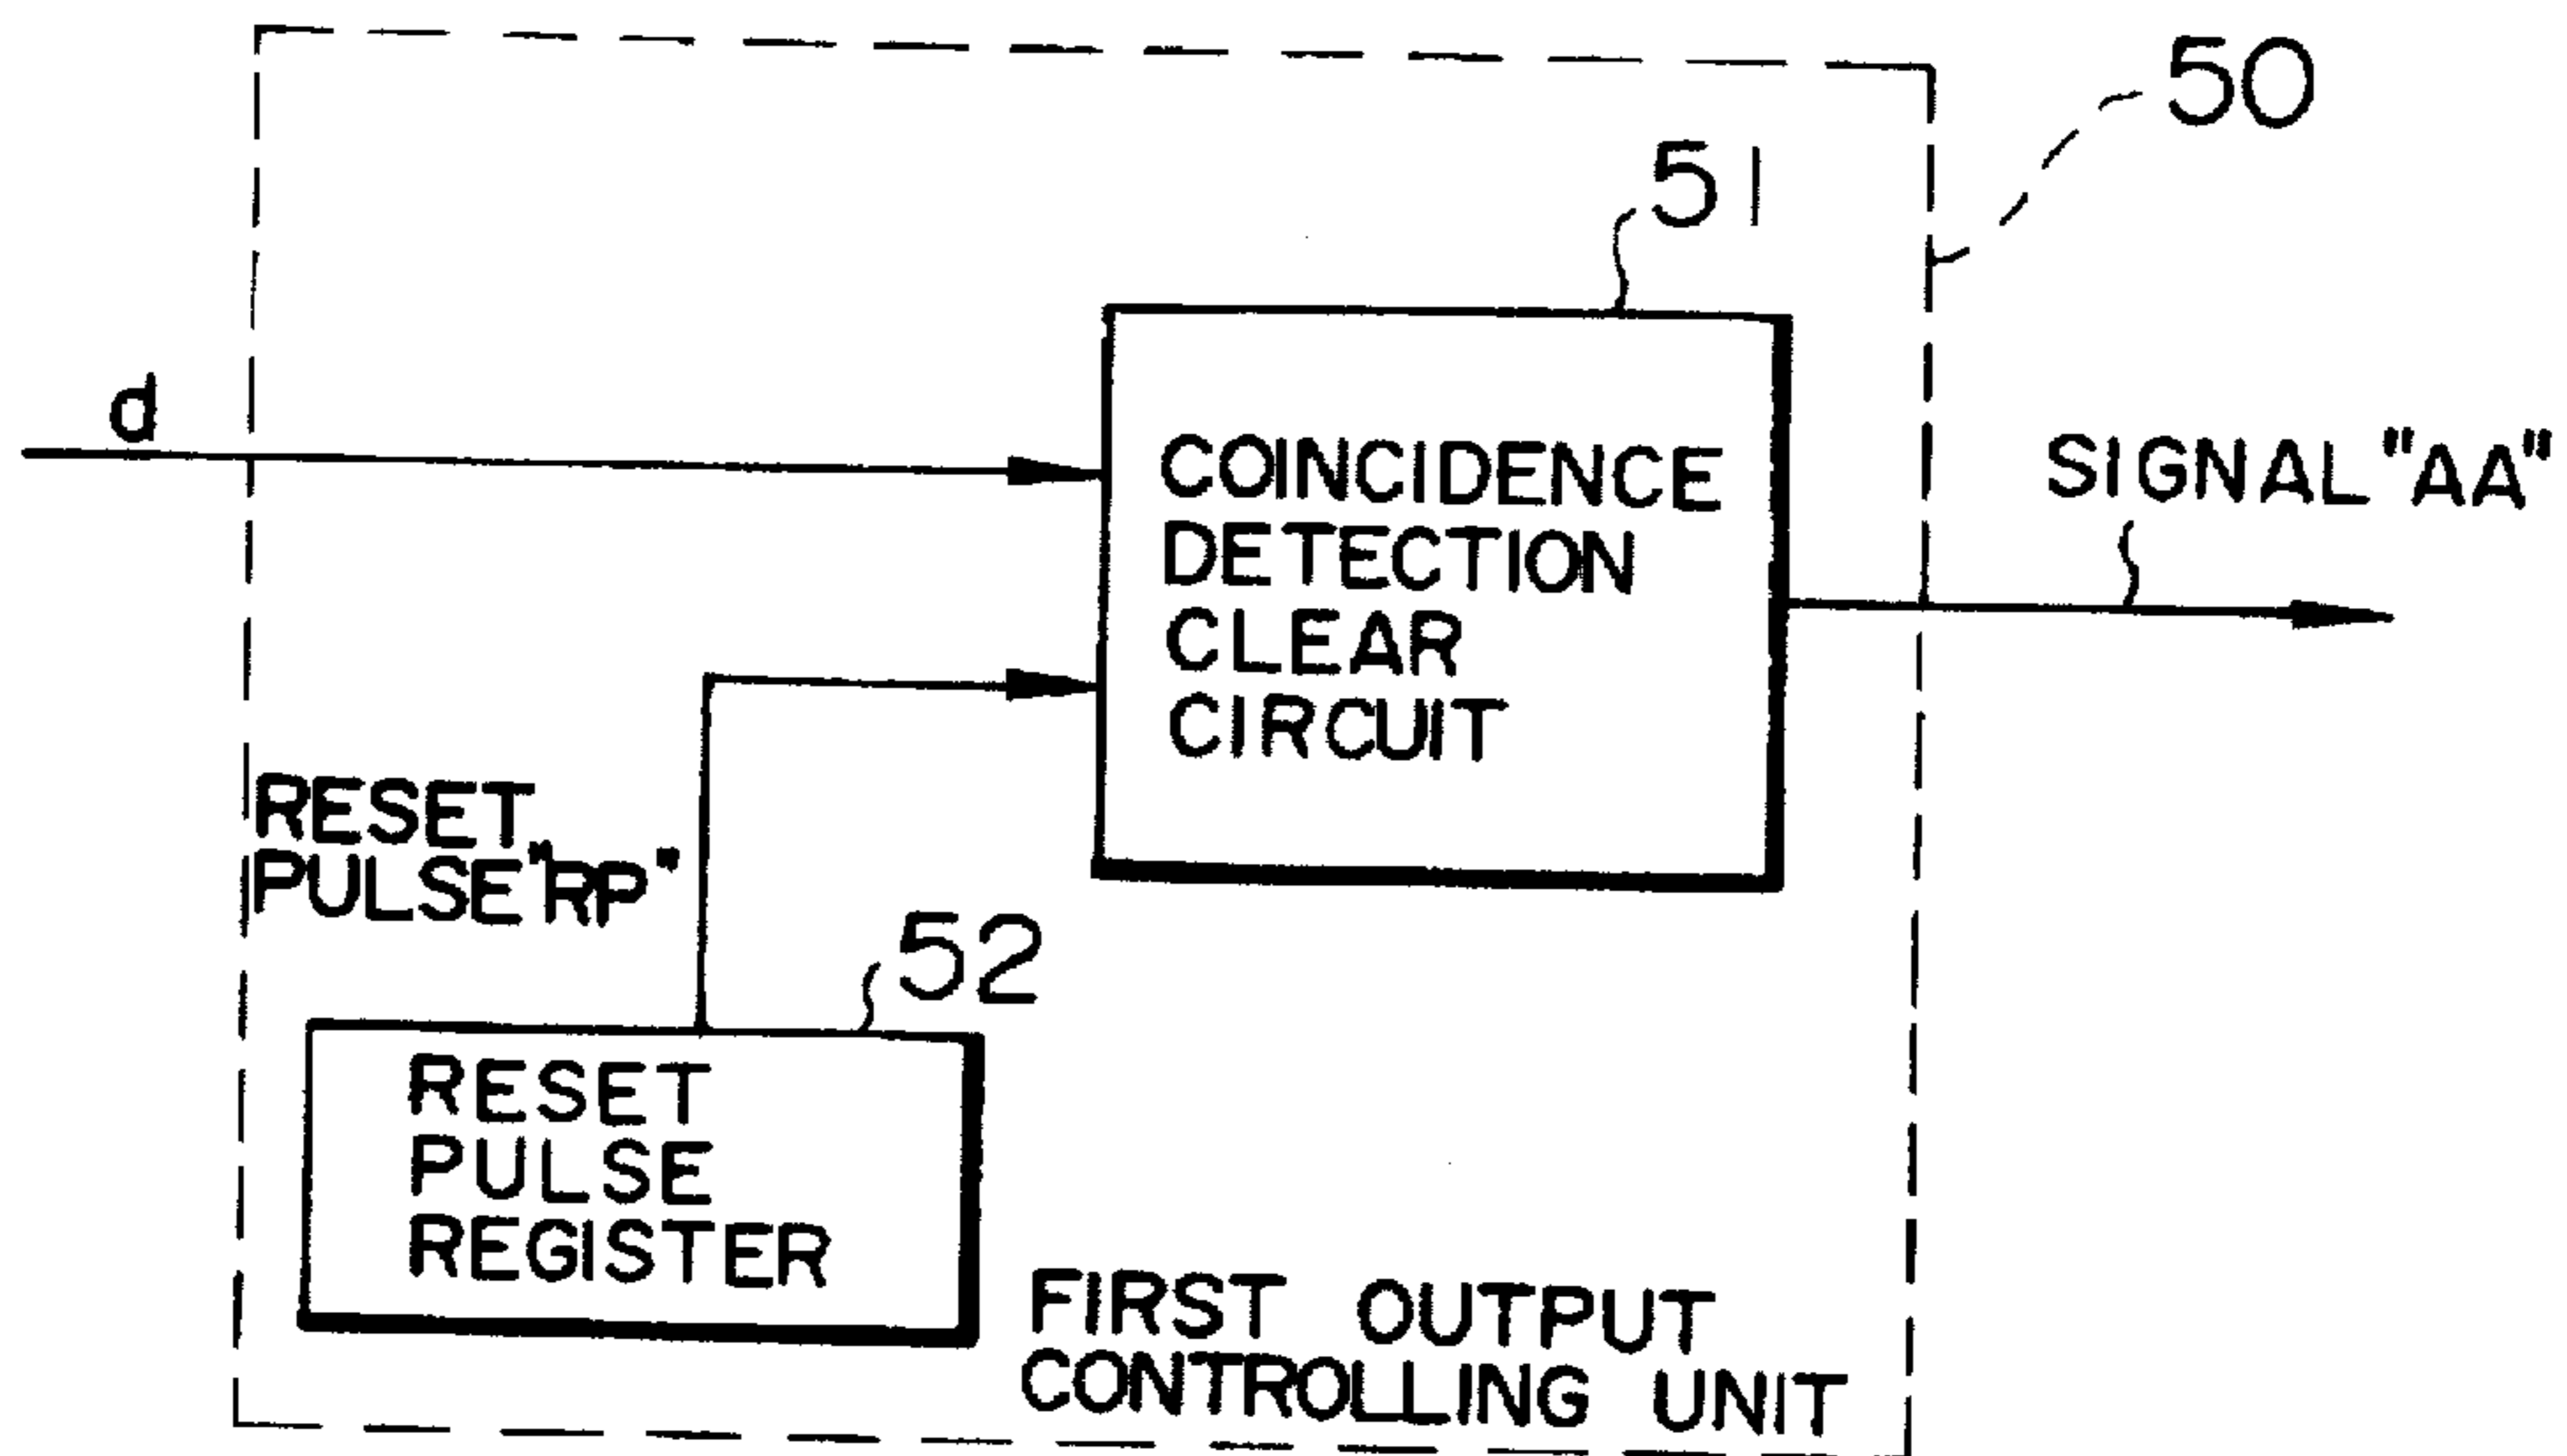 50
51
d
COINCIDENCE
DETECTION
CLEAR
CIRCUIT
SIGNAL "AA"
RESET
PULSE "RP"
52
RESET
PULSE
REGISTER
FIRST OUTPUT
CONTROLLING UNIT